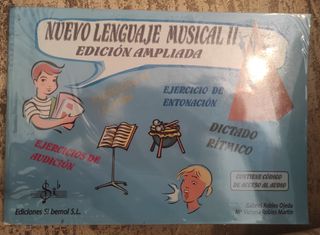 NUEVO LENGUAJE MUSICAL II
EDICIÓN AMPLIADA
EJERCICIO DE
ENTONACIÓN
DICTADO
RÍTMICO
EJERCICIOS DE
AUDICIÓN
CONTIENE CÓDIGO
DE ACCESO AL AUDIO
Ediciones Si bemol S.L.
Gabriel Robles Ojeda
Mª Victoria Robles Martín